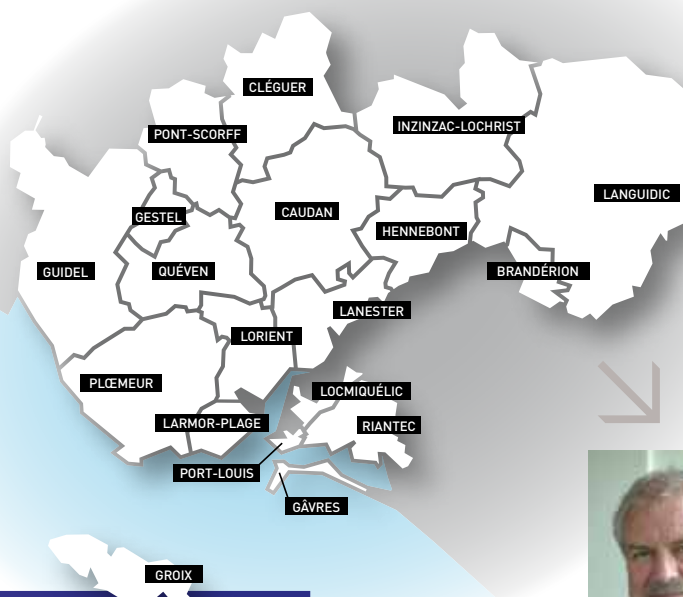 CLÉGUER
INZINZAC-LOCHRIST
PONT-SCORFF
LANGUIDIC
CAUDAN
GESTEL
HENNEBONT
GUIDEL
QUÉVEN
BRANDÉRION
LANESTER
LORIENT
PLŒMEUR
LOCMIQUÉLIC
LARMOR-PLAGE
RIANTEC
PORT-LOUIS
GÂVRES
GROIX